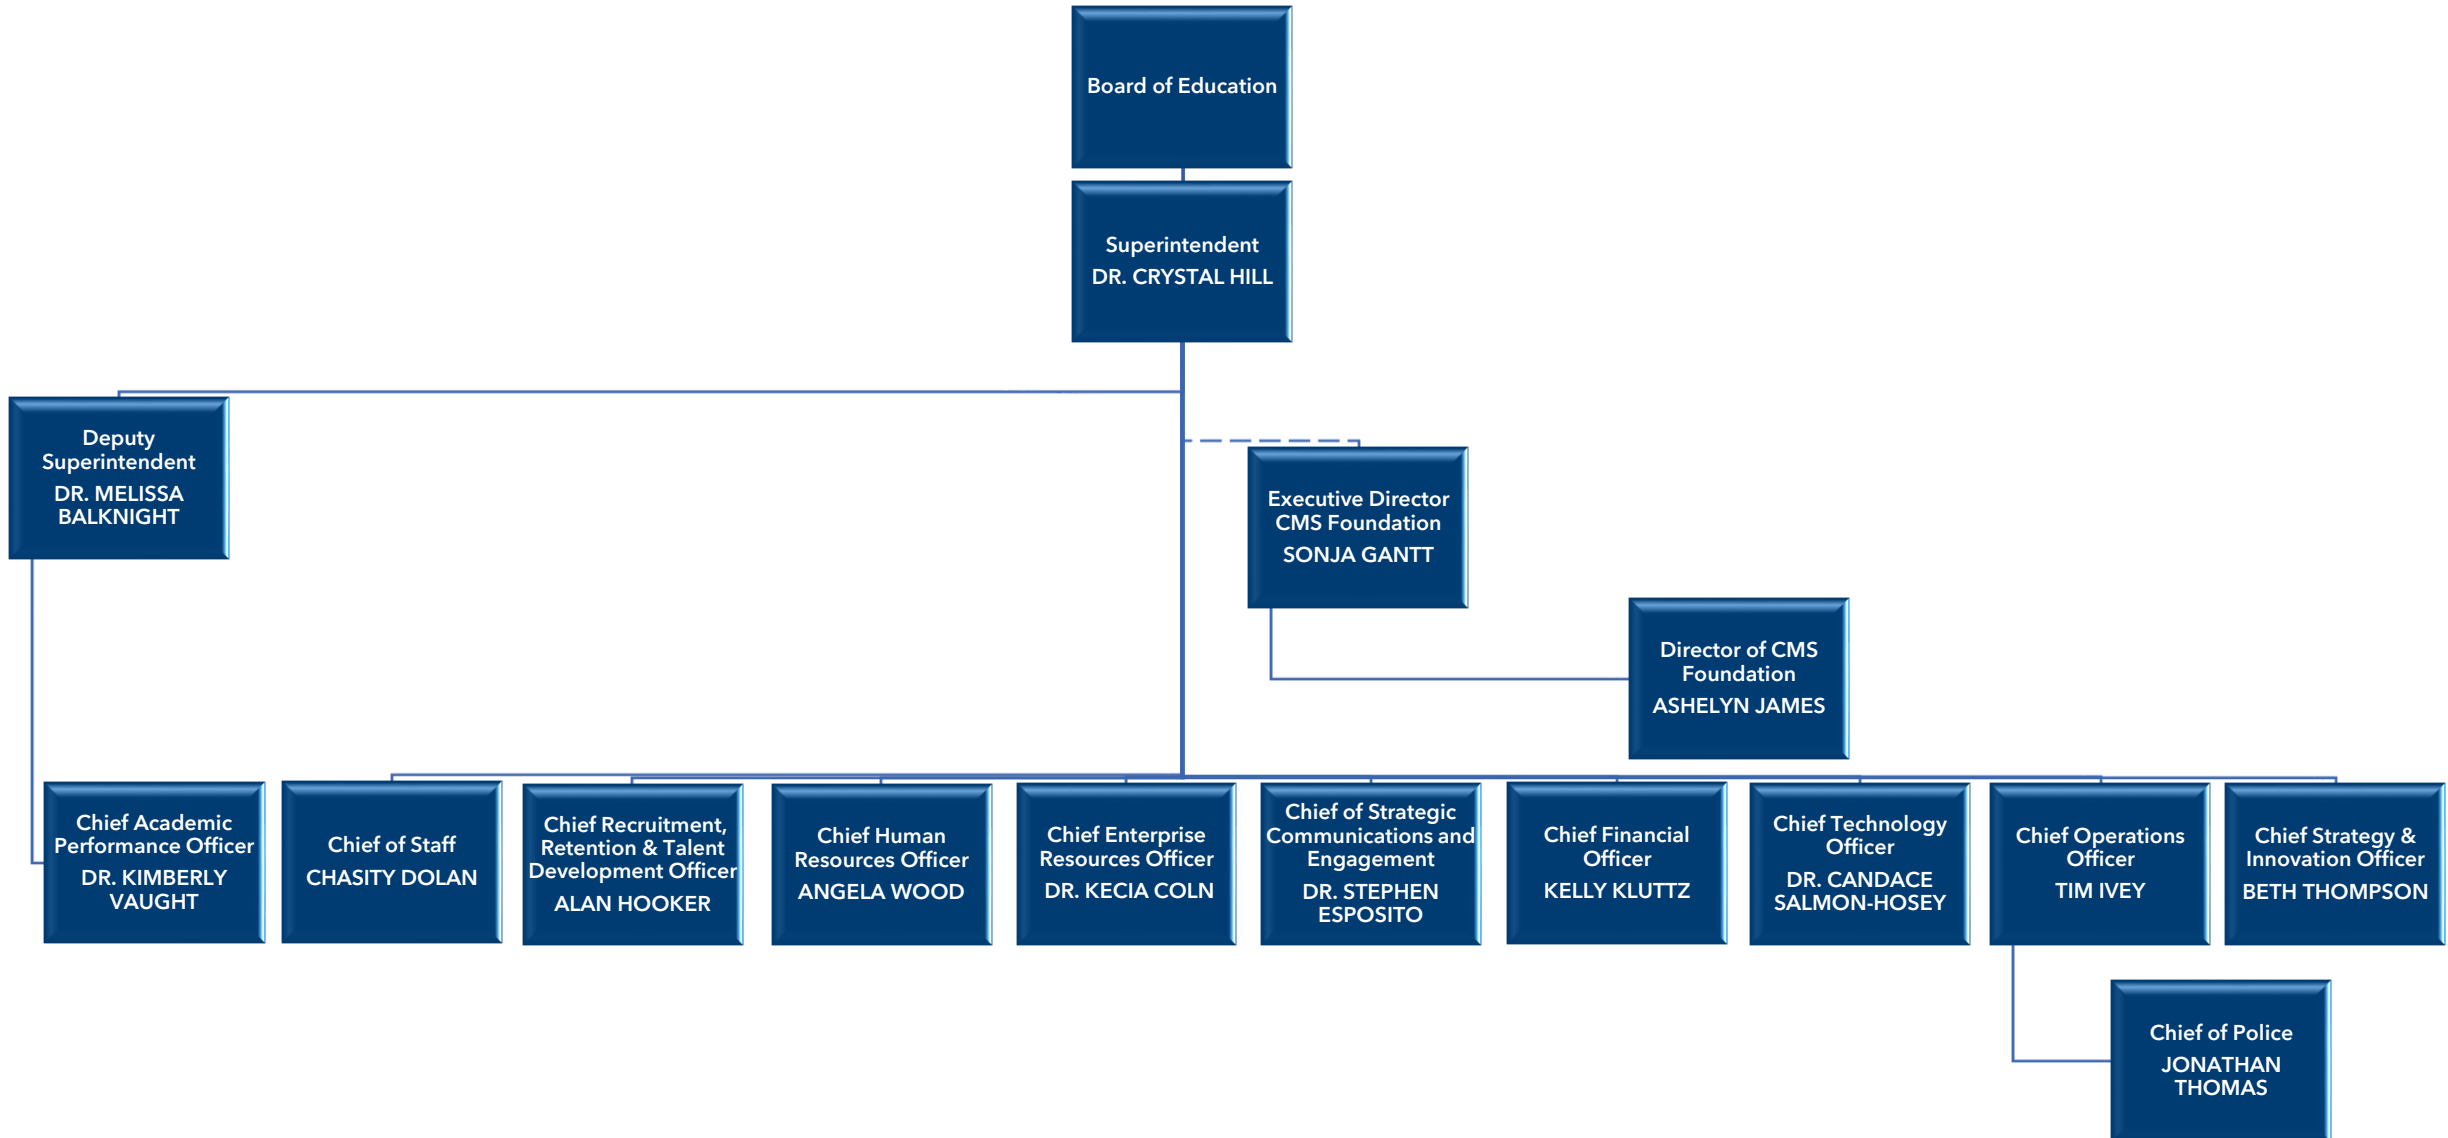 Board of Education
Superintendent
DR. CRYSTAL HILL
Deputy
Superintendent
DR. MELISSA
BALKNIGHT
Executive Director
CMS Foundation
SONJA GANTT
Director of CMS
Foundation
ASHELYN JAMES
Chief Academic
Performance Officer
DR. KIMBERLY
VAUGHT
Chief of Staff
CHASITY DOLAN
Chief Recruitment,
Retention & Talent
Development Officer
ALAN HOOKER
Chief Human
Resources Officer
ANGELA WOOD
Chief Enterprise
Resources Officer
DR. KECIA COLN
Chief of Strategic
Communications and
Engagement
DR. STEPHEN
ESPOSITO
Chief Financial
Officer
KELLY KLUTTZ
Chief Technology
Officer
DR. CANDACE
SALMON-HOSEY
Chief Operations
Officer
TIM IVEY
Chief Strategy &
Innovation Officer
BETH THOMPSON
Chief of Police
JONATHAN
THOMAS